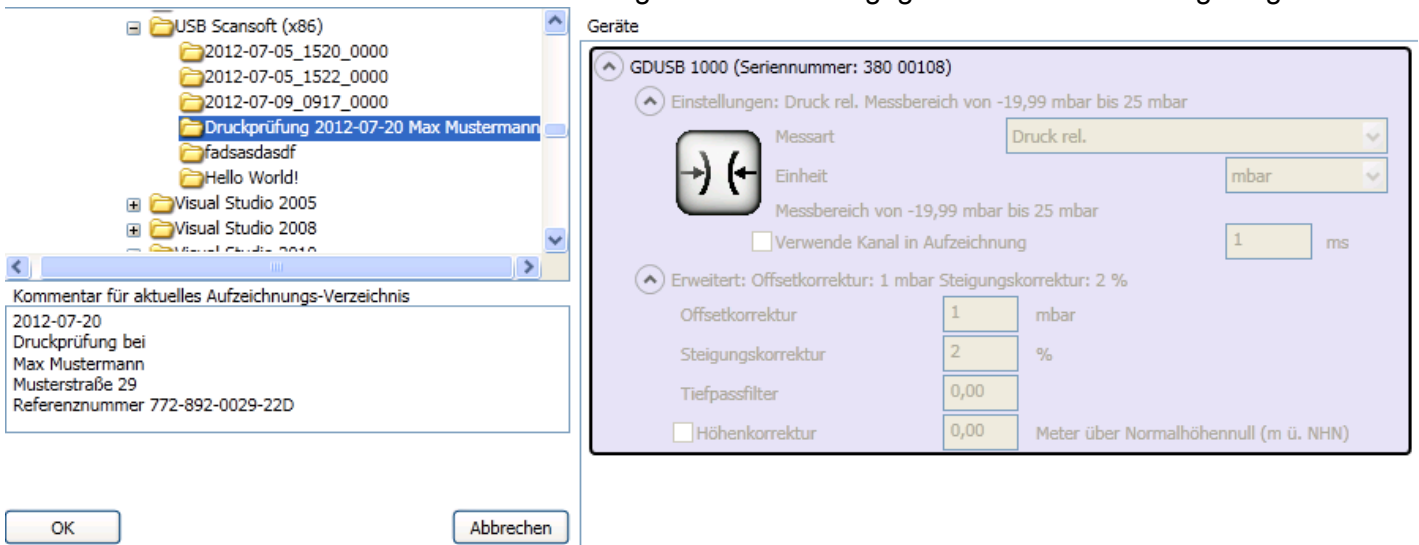 USB Scansoft (x86)
2012-07-05_1520_0000
2012-07-05_1522_0000
2012-07-09_0917_0000
Druckprüfung 2012-07-20 Max Mustermann
fadsasdasdf
Hello World!
Visual Studio 2005
Visual Studio 2008
Kommentar für aktuelles Aufzeichnungs-Verzeichnis
2012-07-20
Druckprüfung bei
Max Mustermann
Musterstraße 29
Referenznummer 772-892-0029-22D
OK
Abbrechen
Geräte
GDUSB 1000 (Seriennummer: 380 00108)
Einstellungen: Druck rel. Messbereich von -19,99 mbar bis 25 mbar
Messart Druck rel.
Einheit mbar
Messbereich von -19,99 mbar bis 25 mbar
Verwende Kanal in Aufzeichnung 1 ms
Erweitert: Offsetkorrektur: 1 mbar Steigungskorrektur: 2 %
Offsetkorrektur 1 mbar
Steigungskorrektur 2 %
Tiefpassfilter 0,00
Höhenkorrektur 0,00 Meter über Normalhöhennull (m ü. NHN)